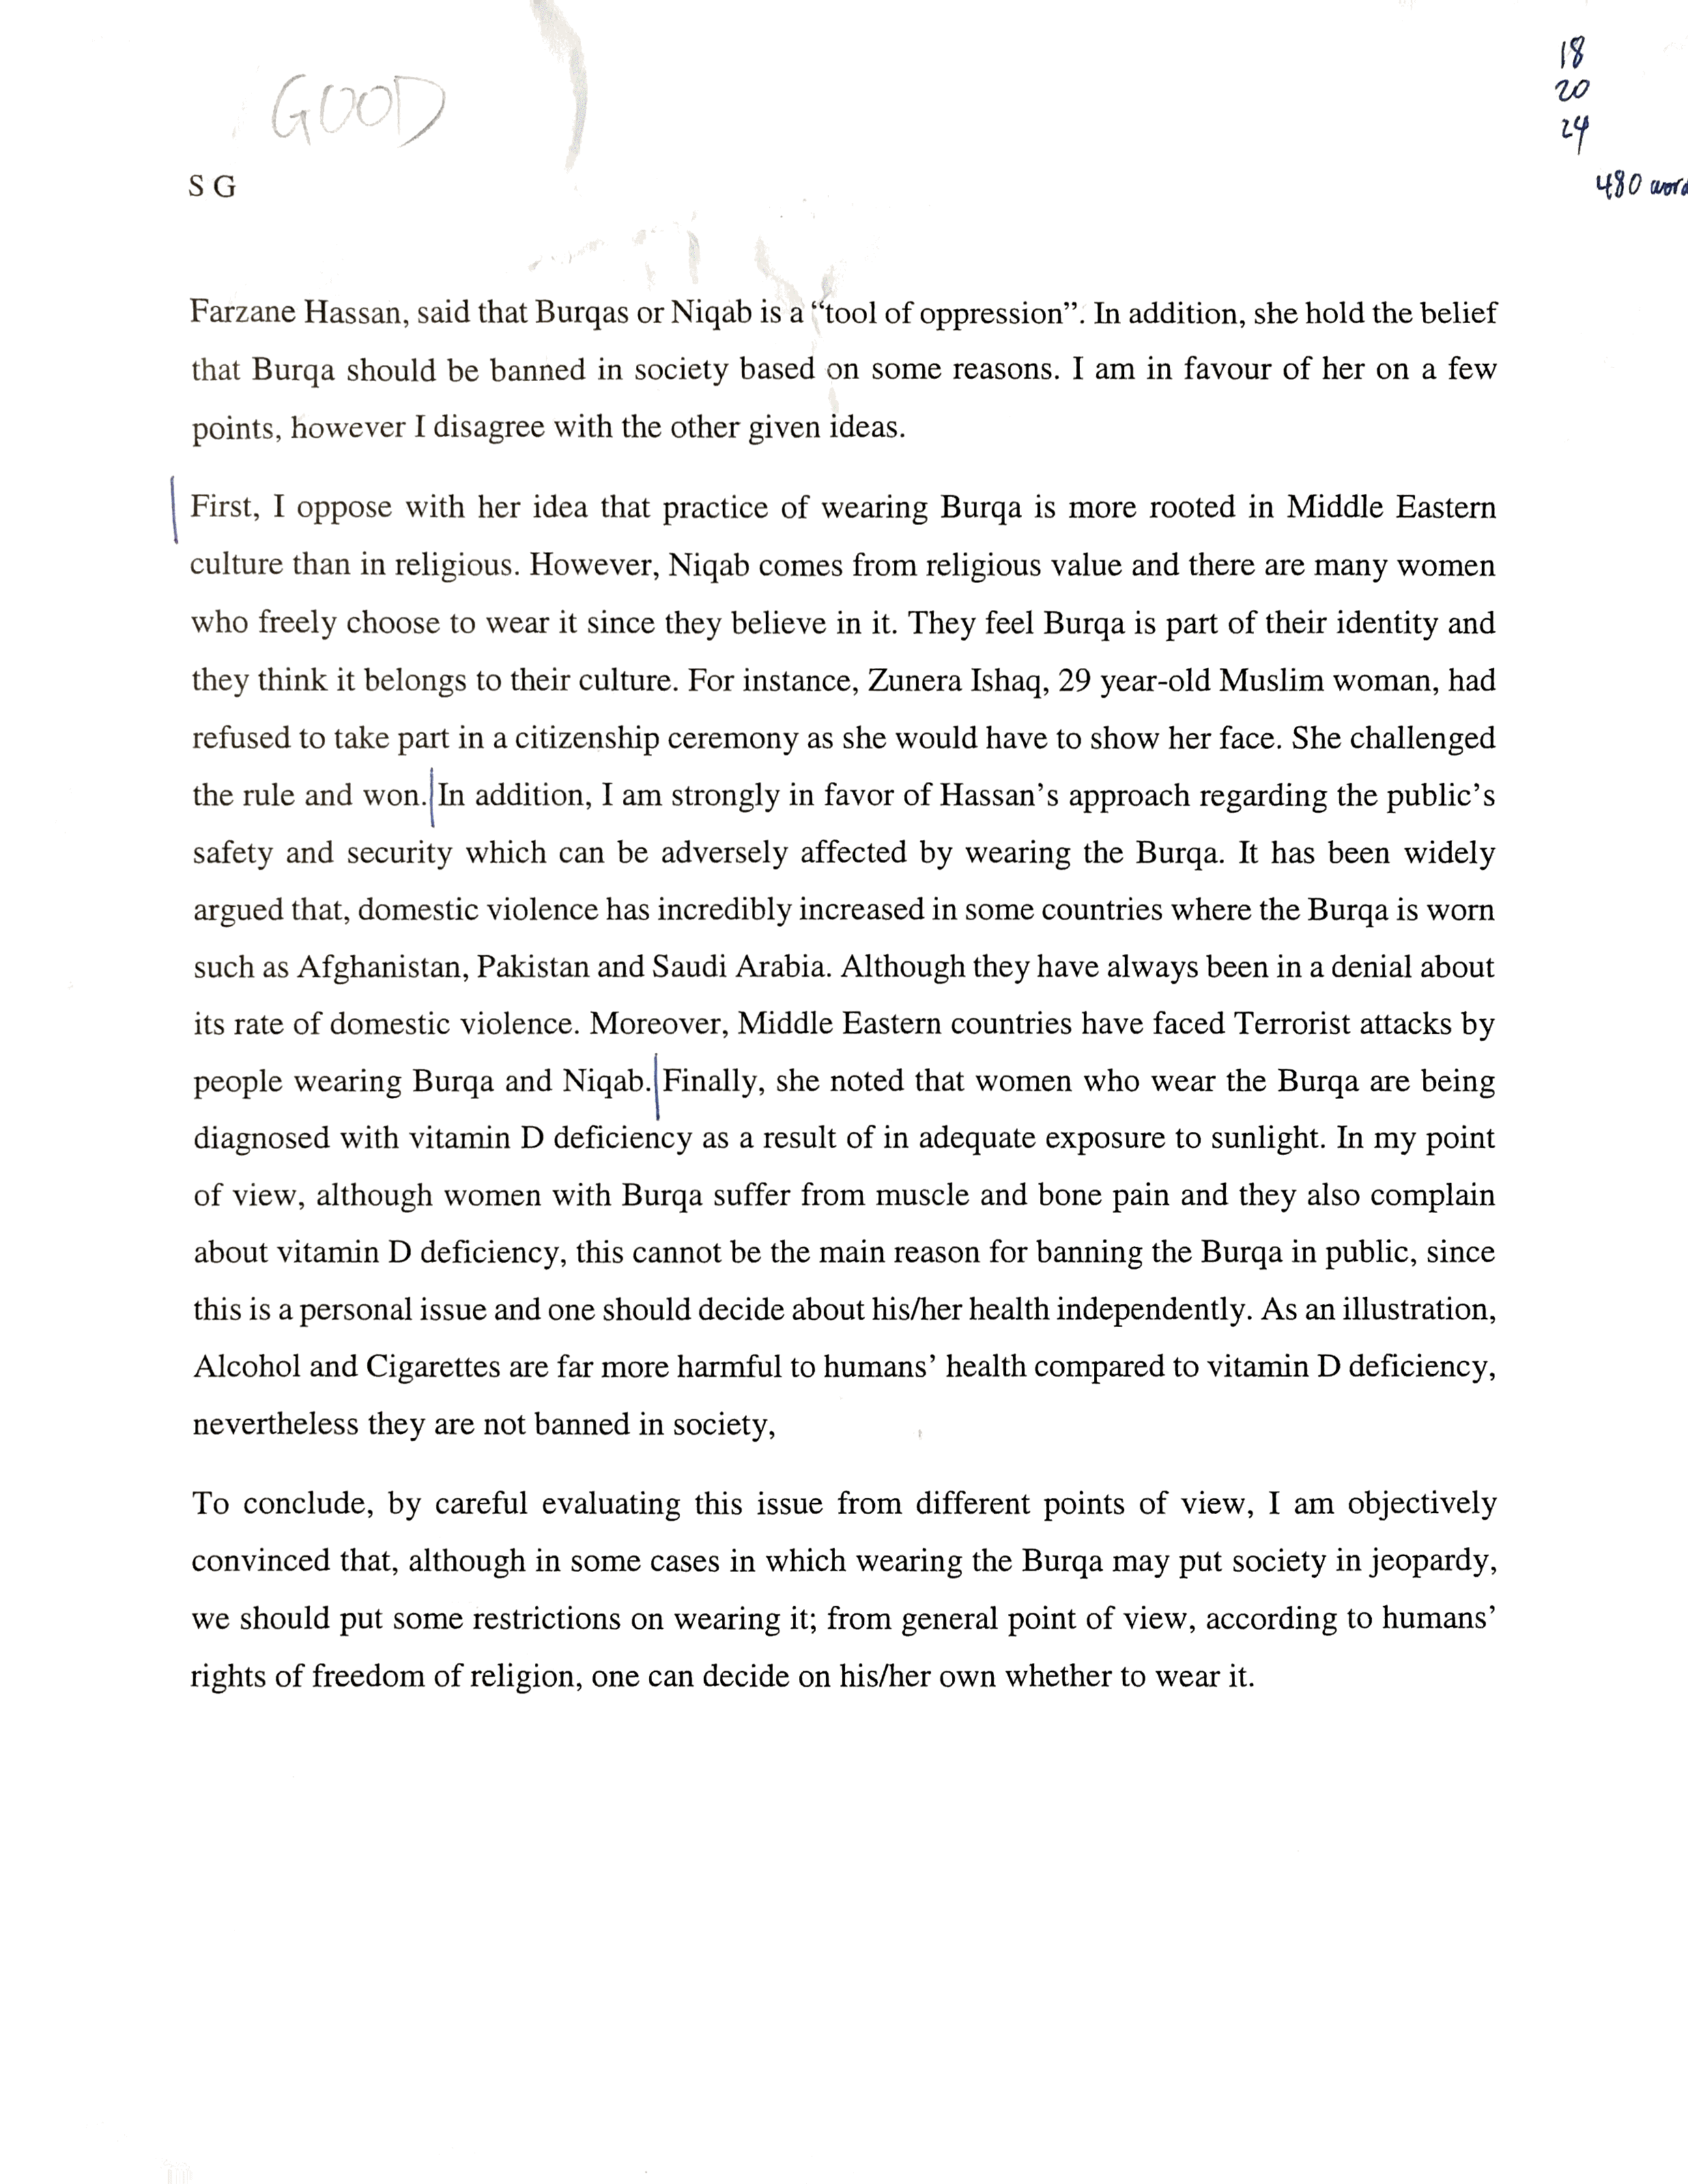 GOOD
18
20
24
480
S G
Farzane Hassan, said that Burqas or Niqab is a “tool of oppression”. In addition, she hold the belief
that Burqa should be banned in society based on some reasons. I am in favour of her on a few
points, however I disagree with the other given ideas.
First, I oppose with her idea that practice of wearing Burqa is more rooted in Middle Eastern
culture than in religious. However, Niqab comes from religious value and there are many women
who freely choose to wear it since they believe in it. They feel Burqa is part of their identity and
they think it belongs to their culture. For instance, Zunera Ishaq, 29 year-old Muslim woman, had
refused to take part in a citizenship ceremony as she would have to show her face. She challenged
the rule and won. In addition, I am strongly in favor of Hassan’s approach regarding the public’s
safety and security which can be adversely affected by wearing the Burqa. It has been widely
argued that, domestic violence has incredibly increased in some countries where the Burqa is worn
such as Afghanistan, Pakistan and Saudi Arabia. Although they have always been in a denial about
its rate of domestic violence. Moreover, Middle Eastern countries have faced Terrorist attacks by
people wearing Burqa and Niqab. Finally, she noted that women who wear the Burqa are being
diagnosed with vitamin D deficiency as a result of in adequate exposure to sunlight. In my point
of view, although women with Burqa suffer from muscle and bone pain and they also complain
about vitamin D deficiency, this cannot be the main reason for banning the Burqa in public, since
this is a personal issue and one should decide about his/her health independently. As an illustration,
Alcohol and Cigarettes are far more harmful to humans’ health compared to vitamin D deficiency,
nevertheless they are not banned in society,
To conclude, by careful evaluating this issue from different points of view, I am objectively
convinced that, although in some cases in which wearing the Burqa may put society in jeopardy,
we should put some restrictions on wearing it; from general point of view, according to humans’
rights of freedom of religion, one can decide on his/her own whether to wear it.